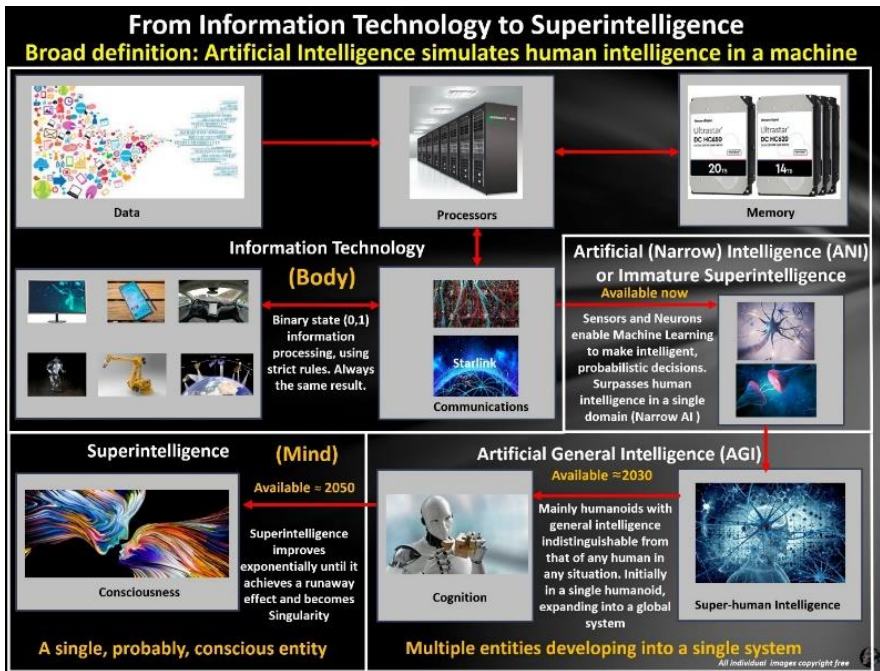 From Information Technology to Superintelligence
Broad definition: Artificial Intelligence simulates human intelligence in a machine
Data
Processors
Ultrastar
DC HC650
20TB
Ultrastar
DC HC620
14TB
Memory
Information Technology
(Body)
Binary state (0,1)
information
processing, using
strict rules. Always
the same result.
Starlink
Communications
Artificial (Narrow) Intelligence (ANI)
or Immature Superintelligence
Available now
Sensors and Neurons
enable Machine Learning
to make intelligent,
probabilistic decisions.
Surpasses human
intelligence in a single
domain (Narrow AI )
Superintelligence
(Mind)
Available ≈ 2050
Consciousness
Superintelligence
improves
exponentially until it
achieves a runaway
effect and becomes
Singularity
A single, probably, conscious entity
Artificial General Intelligence (AGI)
Available ≈2030
Cognition
Mainly humanoids with
general intelligence
indistinguishable from
that of any human in
any situation. Initially
in a single humanoid,
expanding into a global
system
Super-human Intelligence
Multiple entities developing into a single system
All individual images copyright free